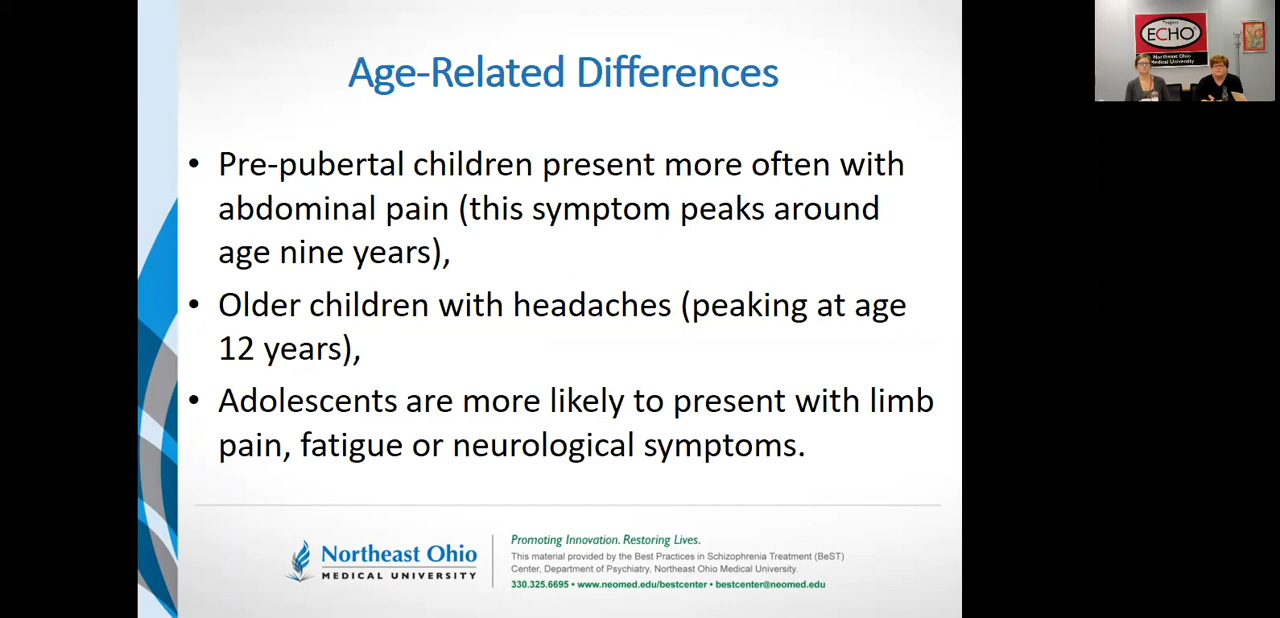 Age-Related Differences
• Pre-pubertal children present more often with
abdominal pain (this symptom peaks around
age nine years),
• Older children with headaches (peaking at age
12 years),
• Adolescents are more likely to present with limb
pain, fatigue or neurological symptoms.
Northeast Ohio
MEDICAL UNIVERSITY
Promoting Innovation. Restoring Lives.
This material provided by the Best Practices in Schizophrenia Treatment (BeST)
Center, Department of Psychiatry, Northeast Ohio Medical University.
330.325.6695 • www.neomed.edu/bestcenter • bestcenter@neomed.edu
Project
ECHO
Northeast Ohio
Medical University